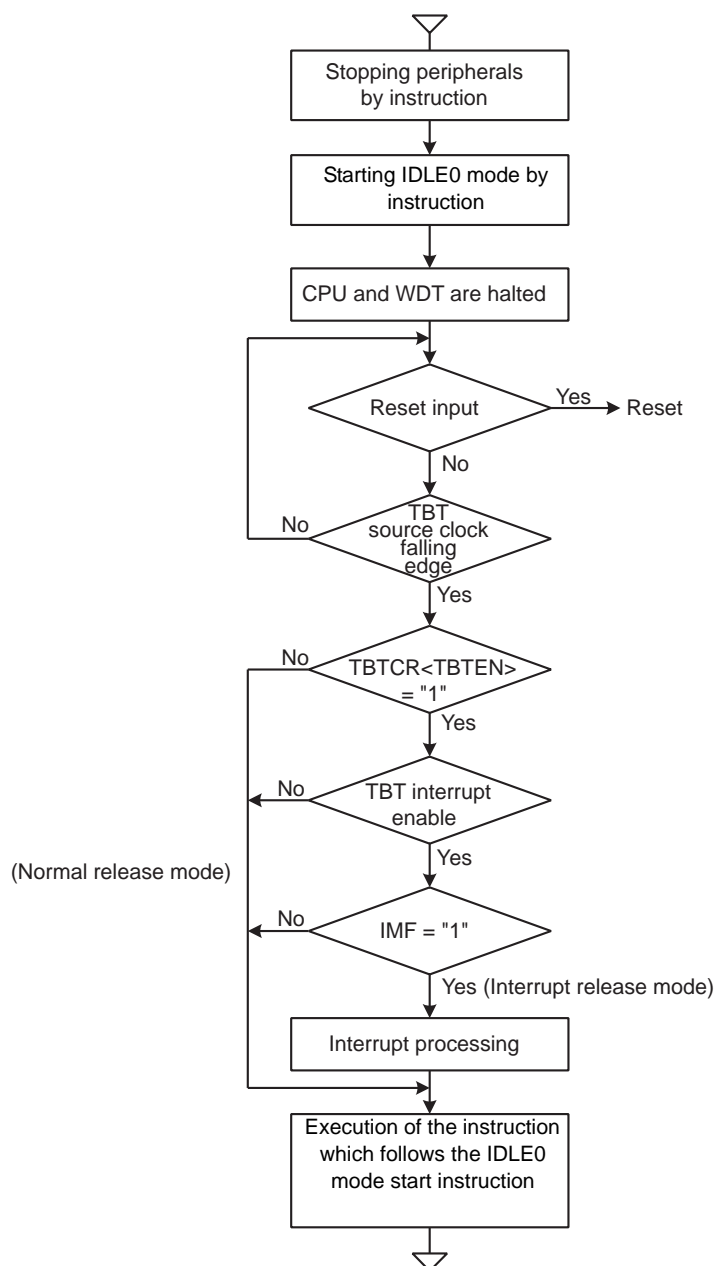 Stopping peripherals
by instruction
Starting IDLE0 mode by
instruction
CPU and WDT are halted
Reset input
Yes
Reset
No
No
TBT
source clock
falling
edge
Yes
No
TBTCR<TBTEN>
= "1"
Yes
No
TBT interrupt
enable
Yes
(Normal release mode)
No
IMF = "1"
Yes (Interrupt release mode)
Interrupt processing
Execution of the instruction
which follows the IDLE0
mode start instruction